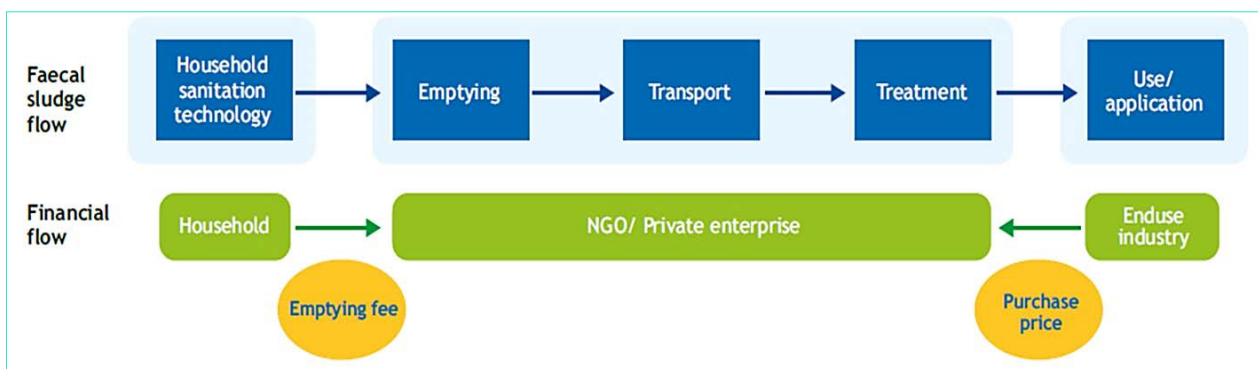 Faecal
sludge
flow
Household
sanitation
technology
Emptying
Transport
Treatment
Use/
application
Financial
flow
Household
NGO/ Private enterprise
Enduse
industry
Emptying fee
Purchase
price